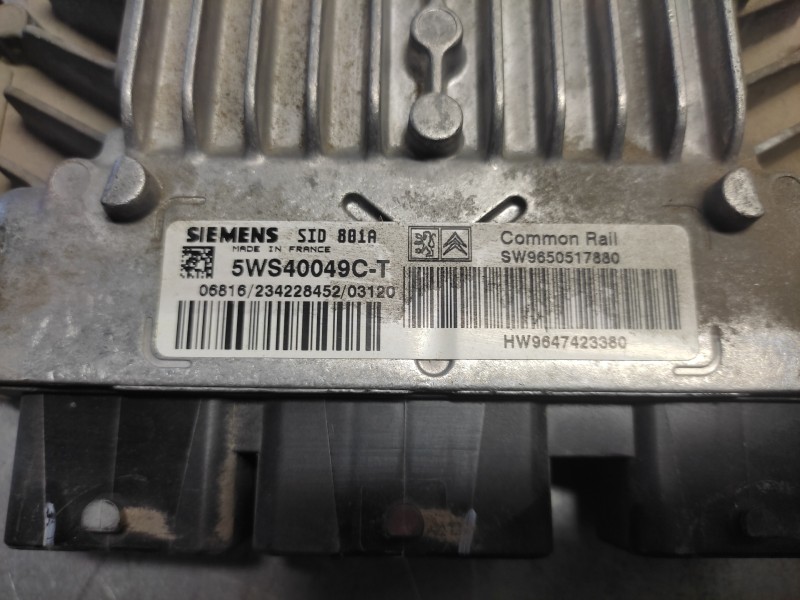 SIEMENS SID 801A
MADE IN FRANCE
5WS40049C-T
06816/234228452/03120
Common Rail
SW9650517880
HW9647423380